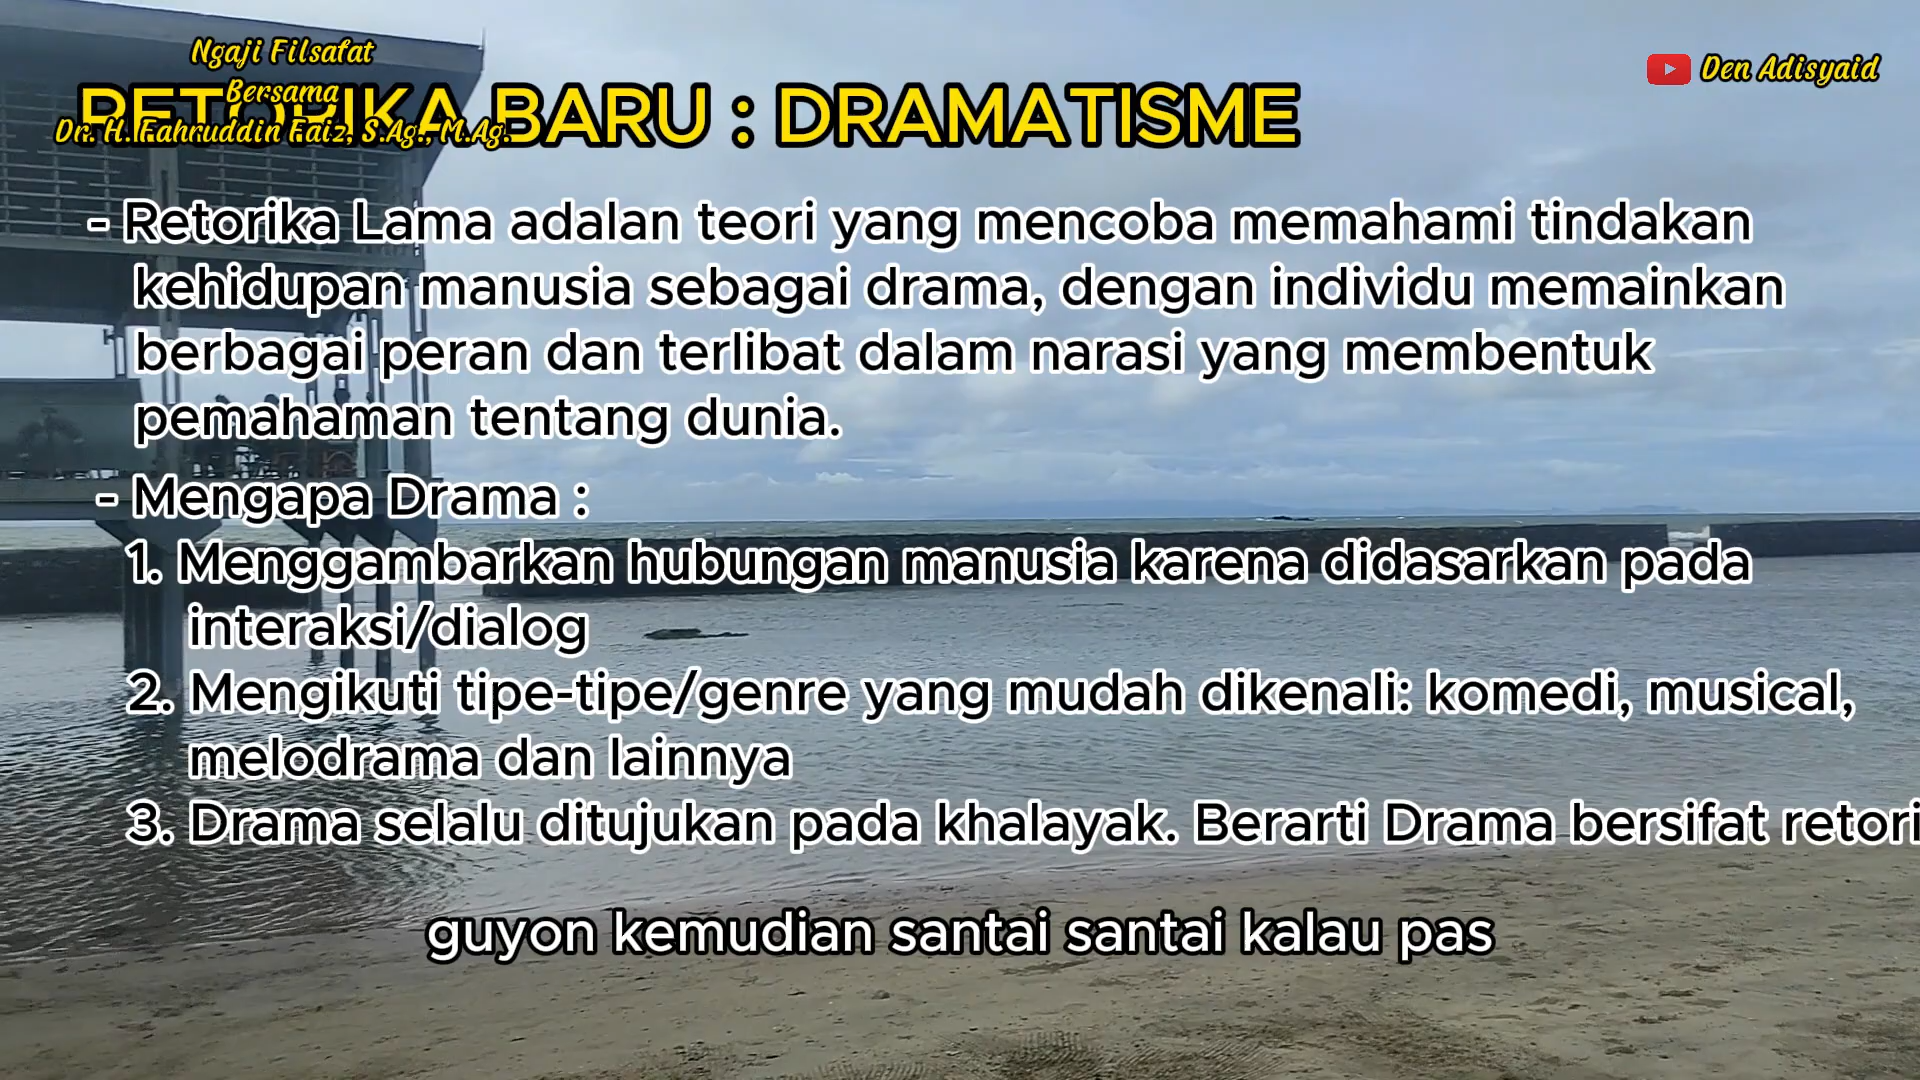 Ngaji Filsafat
Bersama
Dr. H. Fahruddin Faiz, S.Ag., M.Ag.
Den Adisyaid
RETORIKA BARU : DRAMATISME
- Retorika Lama adalan teori yang mencoba memahami tindakan
kehidupan manusia sebagai drama, dengan individu memainkan
berbagai peran dan terlibat dalam narasi yang membentuk
pemahaman tentang dunia.
- Mengapa Drama :
1. Menggambarkan hubungan manusia karena didasarkan pada
interaksi/dialog
2. Mengikuti tipe-tipe/genre yang mudah dikenali: komedi, musical,
melodrama dan lainnya
3. Drama selalu ditujukan pada khalayak. Berarti Drama bersifat retori
guyon kemudian santai santai kalau pas